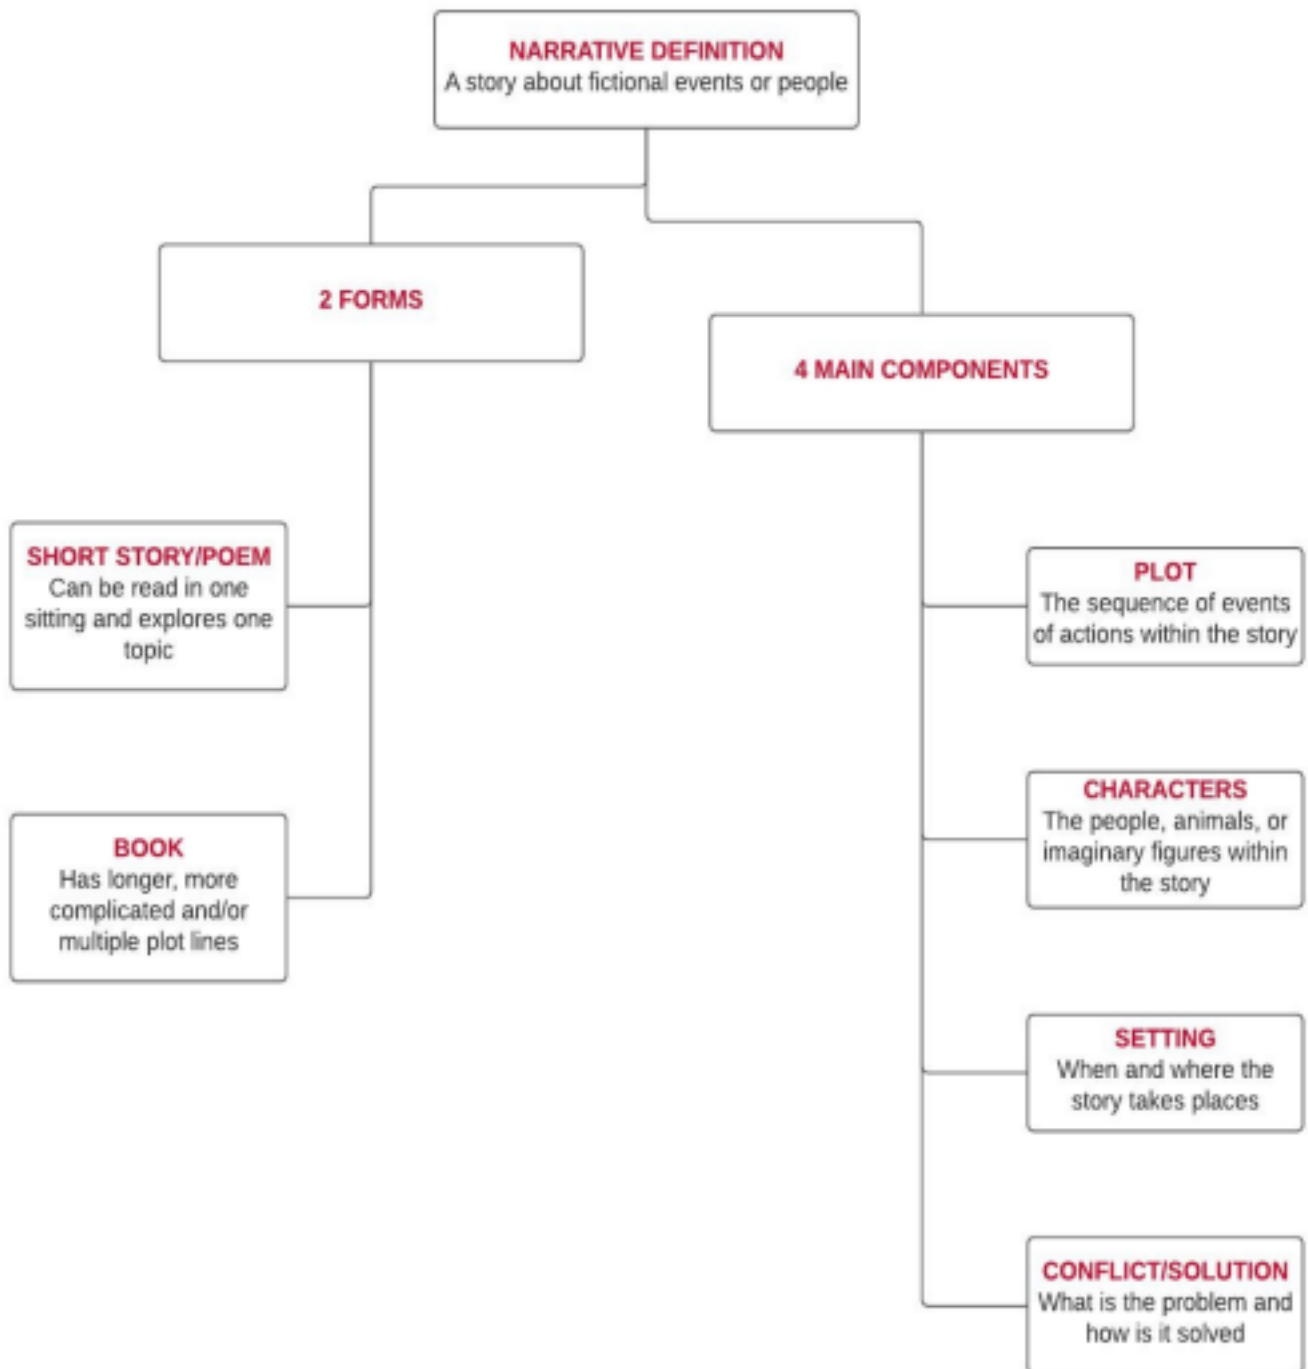 NARRATIVE DEFINITION
A story about fictional events or people
2 FORMS
4 MAIN COMPONENTS
SHORT STORY/POEM
Can be read in one
sitting and explores one
topic
BOOK
Has longer, more
complicated and/or
multiple plot lines
PLOT
The sequence of events
of actions within the story
CHARACTERS
The people, animals, or
imaginary figures within
the story
SETTING
When and where the
story takes places
CONFLICT/SOLUTION
What is the problem and
how is it solved